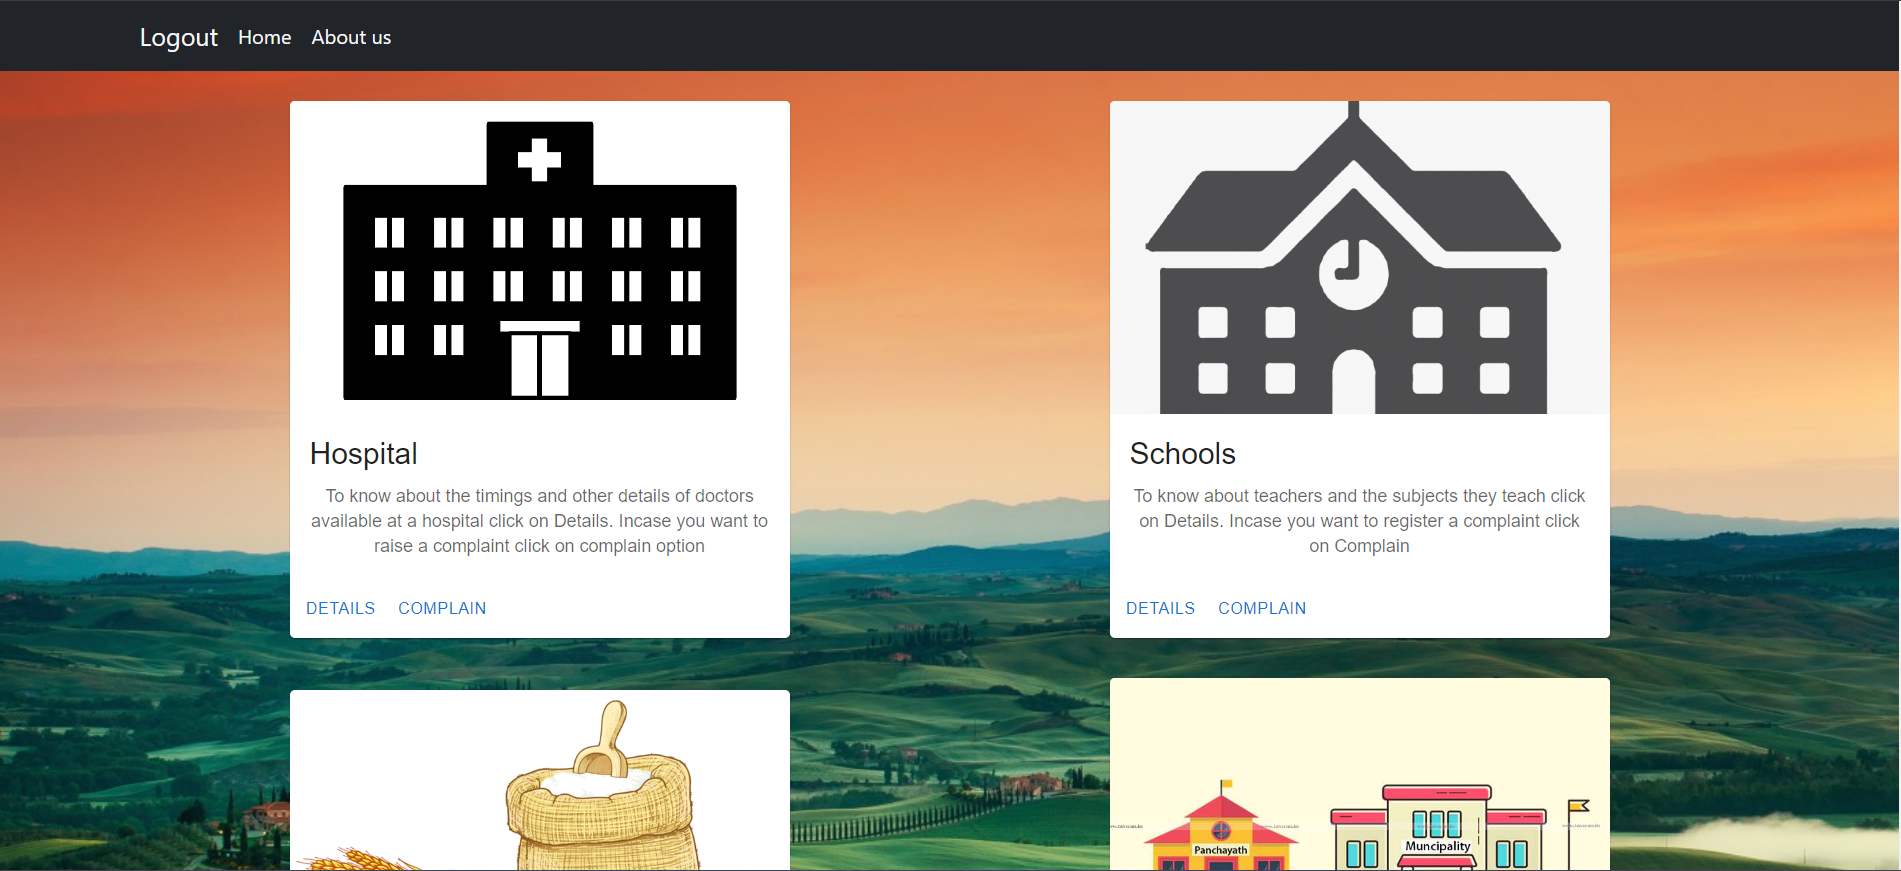 Logout Home About us
Hospital
To know about the timings and other details of doctors
available at a hospital click on Details. Incase you want to
raise a complaint click on complain option
DETAILS COMPLAIN
Schools
To know about teachers and the subjects they teach click
on Details. Incase you want to register a complaint click
on Complain
DETAILS COMPLAIN
Panchayath
Muncipality